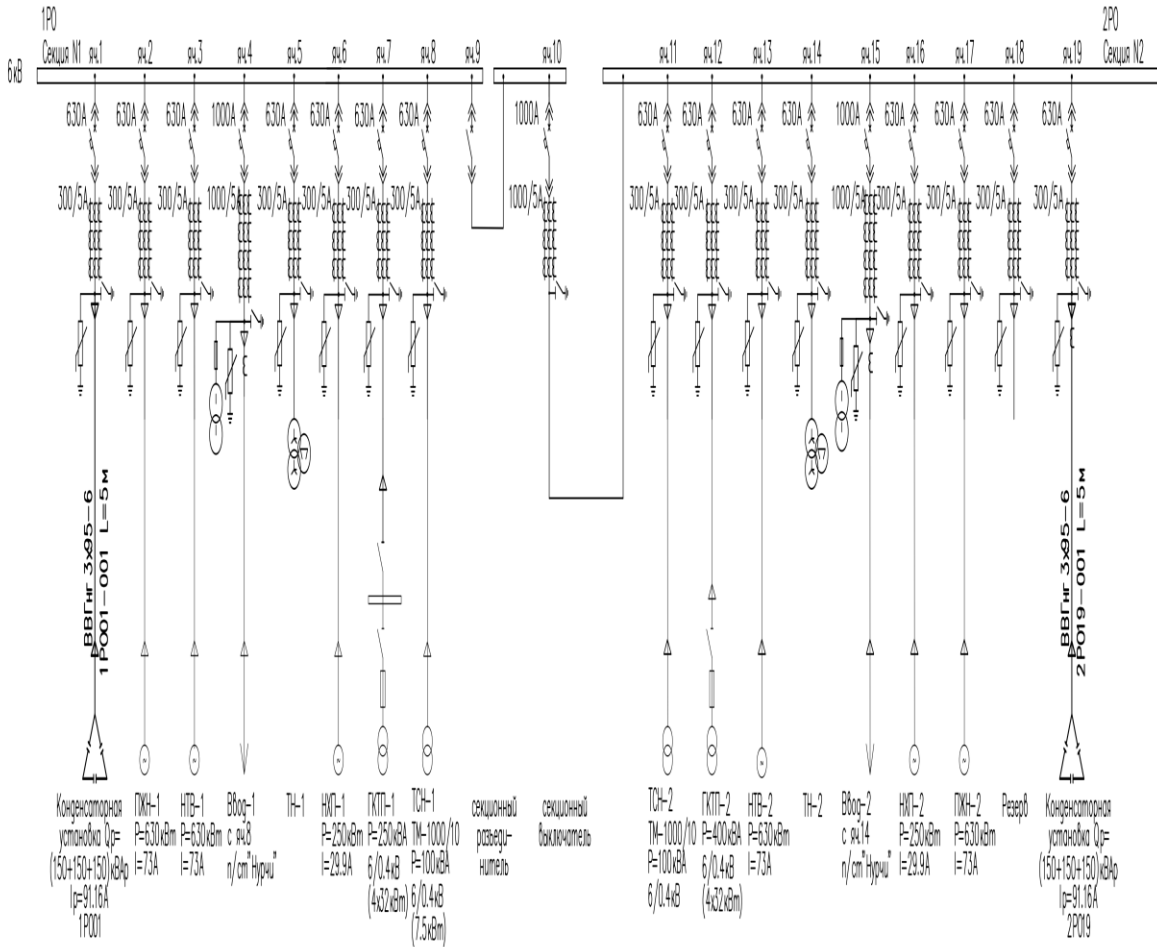 1РО
Секция N1
2РО
Секция N2
6кВ
яч.1 яч.2 яч.3 яч.4 яч.5 яч.6 яч.7 яч.8 яч.9 яч.10 яч.11 яч.12 яч.13 яч.14 яч.15 яч.16 яч.17 яч.18 яч.19
630А 630А 630А 1000А 630А 630А 630А 630А 1000А 630А 630А 630А 630А 1000А 630А 630А 630А 630А
300/5А 300/5А 300/5А 1000/5А 300/5А 300/5А 300/5А 300/5А 1000/5А 300/5А 300/5А 300/5А 300/5А 1000/5А 300/5А 300/5А 300/5А 300/5А
ВВГнг 3x95-6
1РО01-001 L=5м
ВВГнг 3x95-6
2РО19-001 L=5м
Конденсаторная
установка Qр=
(150+150+150)кВАр
Iр=91.16А
1РО01
ПЖН-1
Р=630кВт
I=73А
НТВ-1
Р=630кВт
I=73А
Ввод-1
с яч.8
п/ст"Нурчи"
ТН-1
НХП-1
Р=250кВт
I=29.9А
ГКТП-1
Р=250кВА
6/0.4кВ
(4x32кВт)
ТСН-1
ТМ-1000/10
Р=100кВА
6/0.4кВ
(7.5кВт)
секционный
разъеди-
нитель
секционный
выключатель
ТСН-2
ТМ-1000/10
Р=100кВА
6/0.4кВ
ГКТП-2
Р=400кВА
6/0.4кВ
(4x32кВт)
НТВ-2
Р=630кВт
I=73А
ТН-2
Ввод-2
с яч.14
п/ст"Нурчи"
НХП-2
Р=250кВт
I=29.9А
ПЖН-2
Р=630кВт
I=73А
Резерв
Конденсаторная
установка Qр=
(150+150+150)кВАр
Iр=91.16А
2РО19